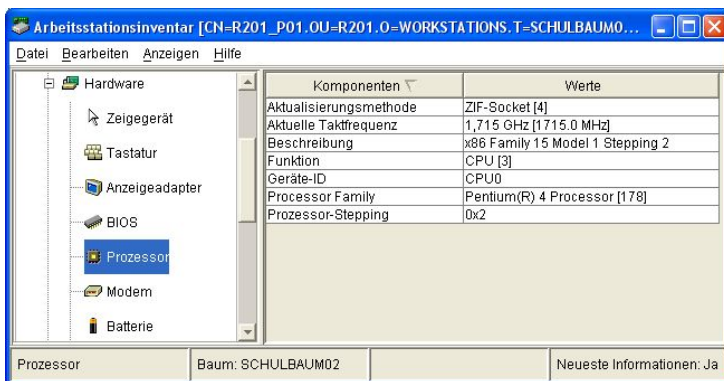 Arbeitsstationsinventar [CN=R201_P01.OU=R201.O=WORKSTATIONS.T=SCHULBAUM0...
Datei Bearbeiten Anzeigen Hilfe
Hardware
Zeigegerät
Tastatur
Anzeigeadapter
BIOS
Prozessor
Modem
Batterie
Komponenten Werte
Aktualisierungsmethode ZIF-Socket [4]
Aktuelle Taktfrequenz 1,715 GHz [1715.0 MHz]
Beschreibung x86 Family 15 Model 1 Stepping 2
Funktion CPU [3]
Geräte-ID CPU0
Processor Family Pentium(R) 4 Processor [178]
Prozessor-Stepping 0x2
Prozessor Baum: SCHULBAUM02 Neueste Informationen: Ja